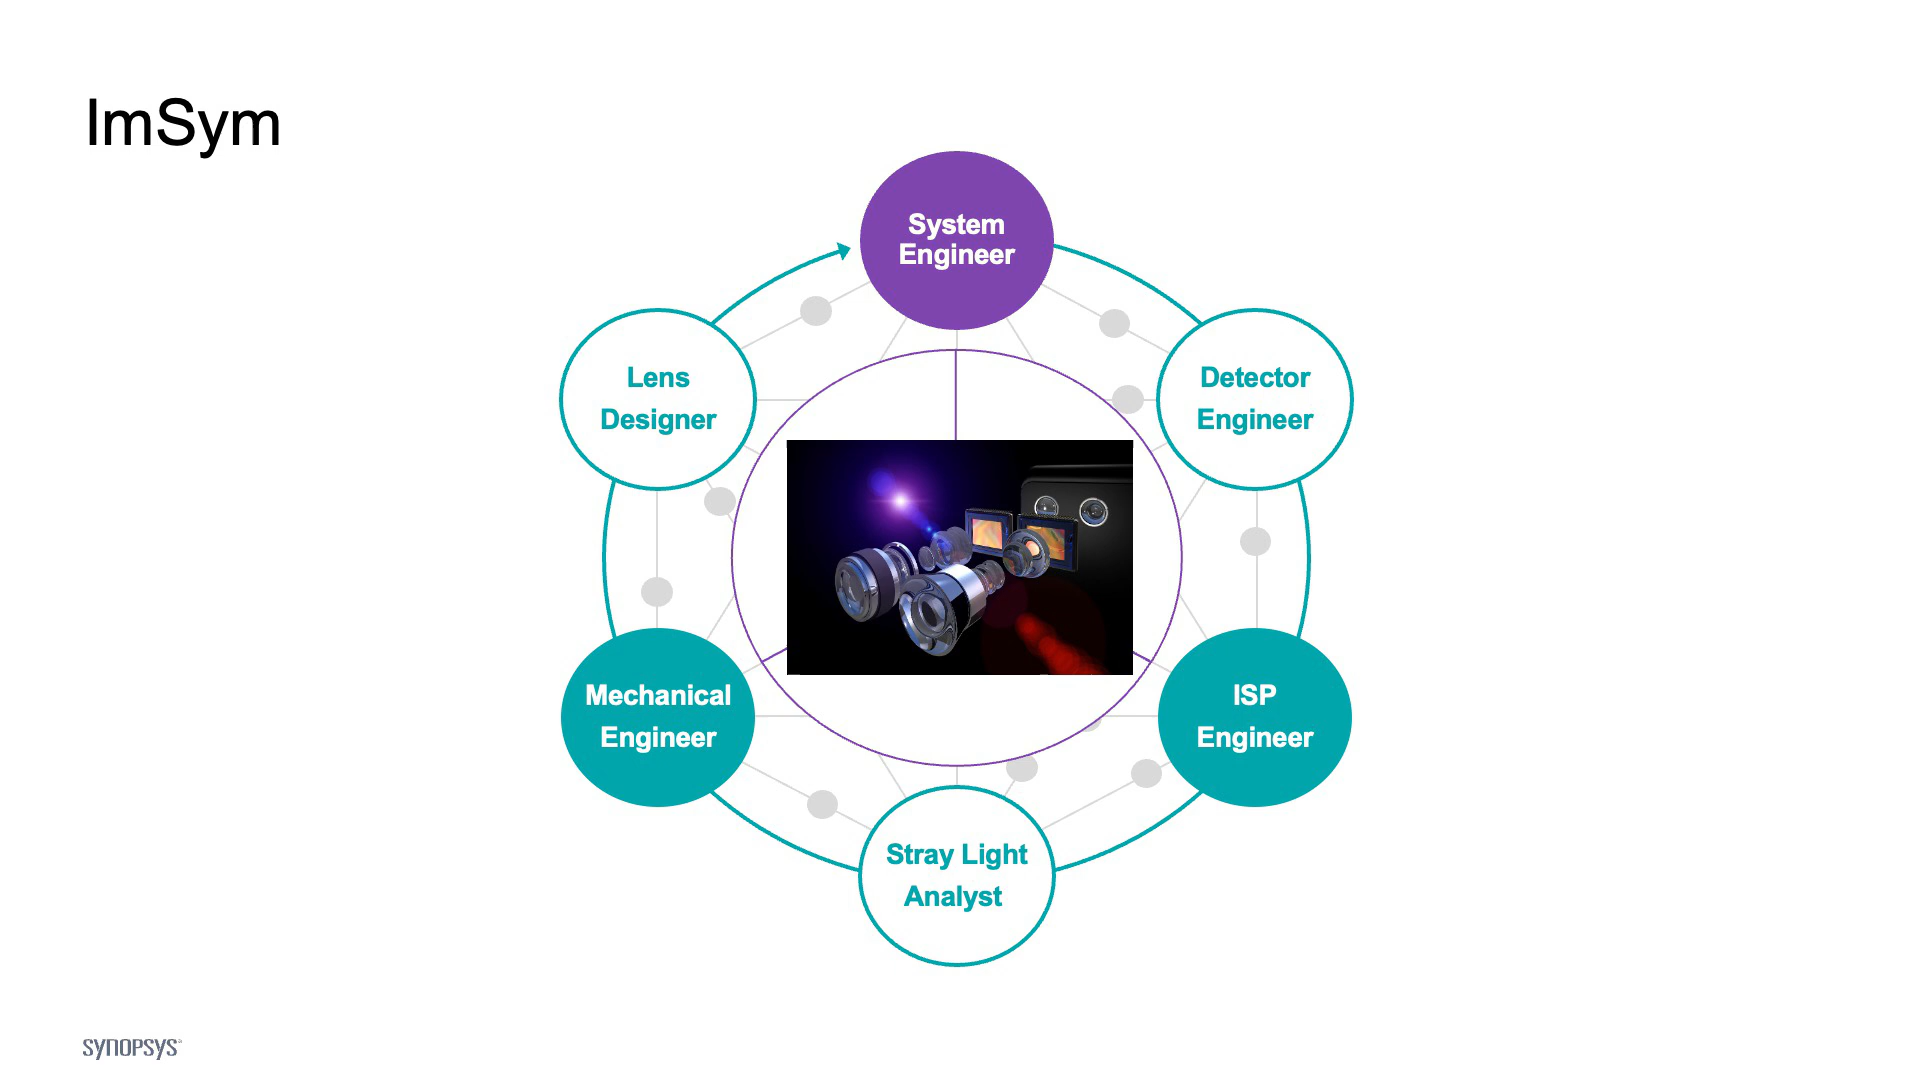 ImSym
System
Engineer
Lens
Designer
Detector
Engineer
Mechanical
Engineer
ISP
Engineer
Stray Light
Analyst
SYNOPSYS